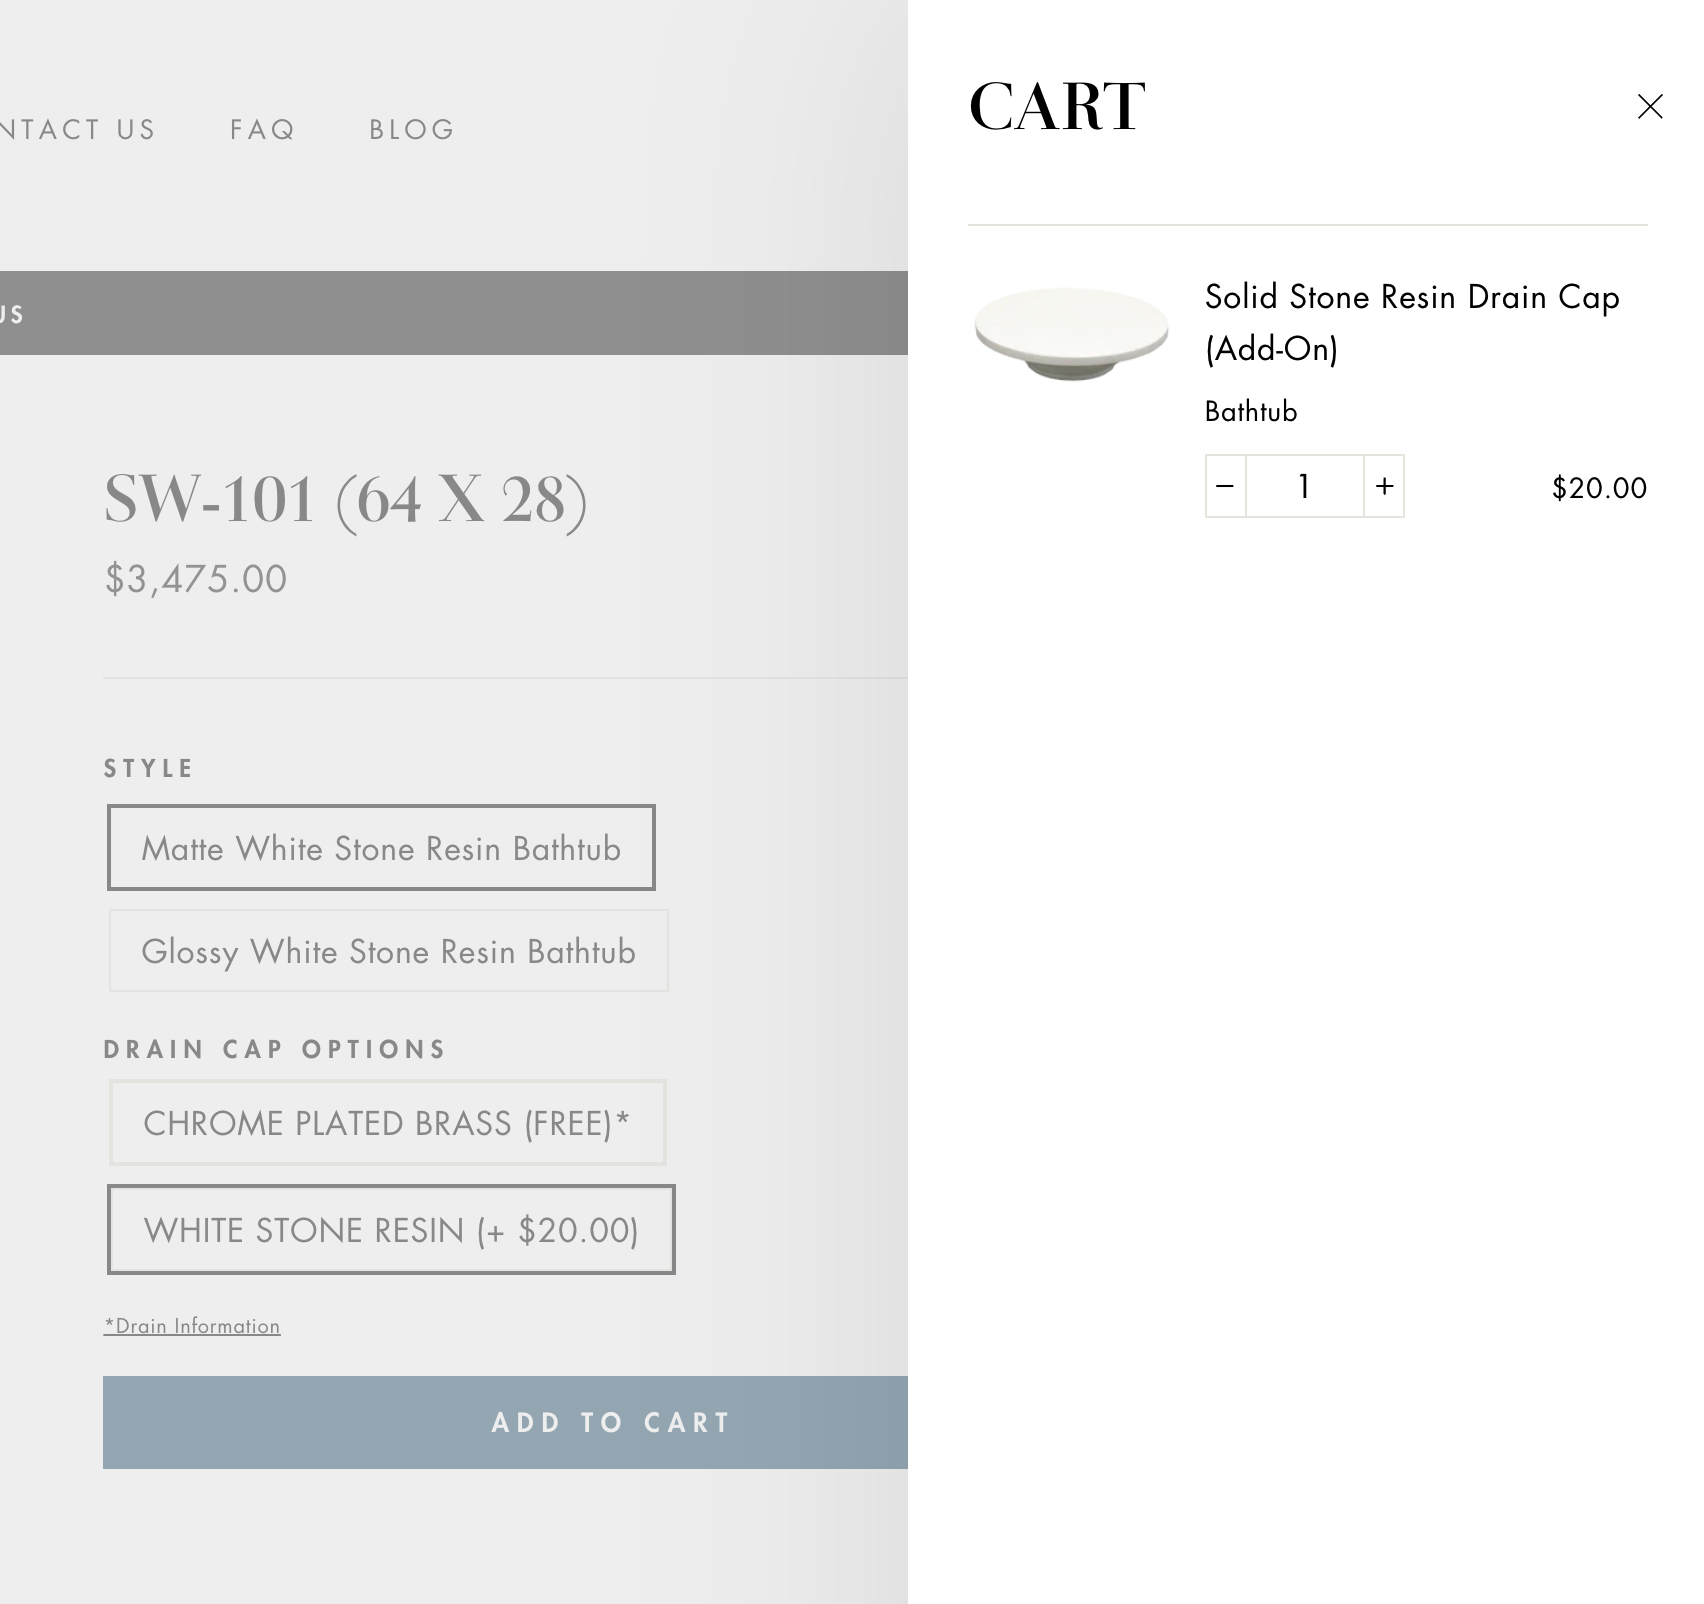 NTACT US
FAQ
BLOG
US
SW-101 (64 X 28)
$3,475.00
STYLE
Matte White Stone Resin Bathtub
Glossy White Stone Resin Bathtub
DRAIN CAP OPTIONS
CHROME PLATED BRASS (FREE)*
WHITE STONE RESIN (+ $20.00)
*Drain Information
ADD TO CART
CART
Solid Stone Resin Drain Cap
(Add-On)
Bathtub
− 1 +
$20.00